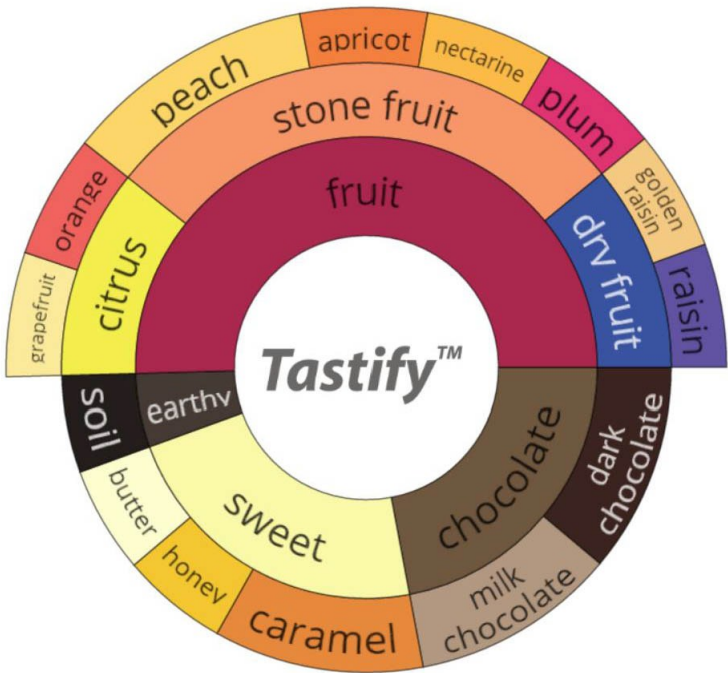 peach
apricot
nectarine
plum
stone fruit
orange
golden
raisin
fruit
citrus
dry fruit
grapefruit
raisin
Tastify™
soil
earthy
dark
chocolate
chocolate
butter
sweet
honey
milk
chocolate
caramel